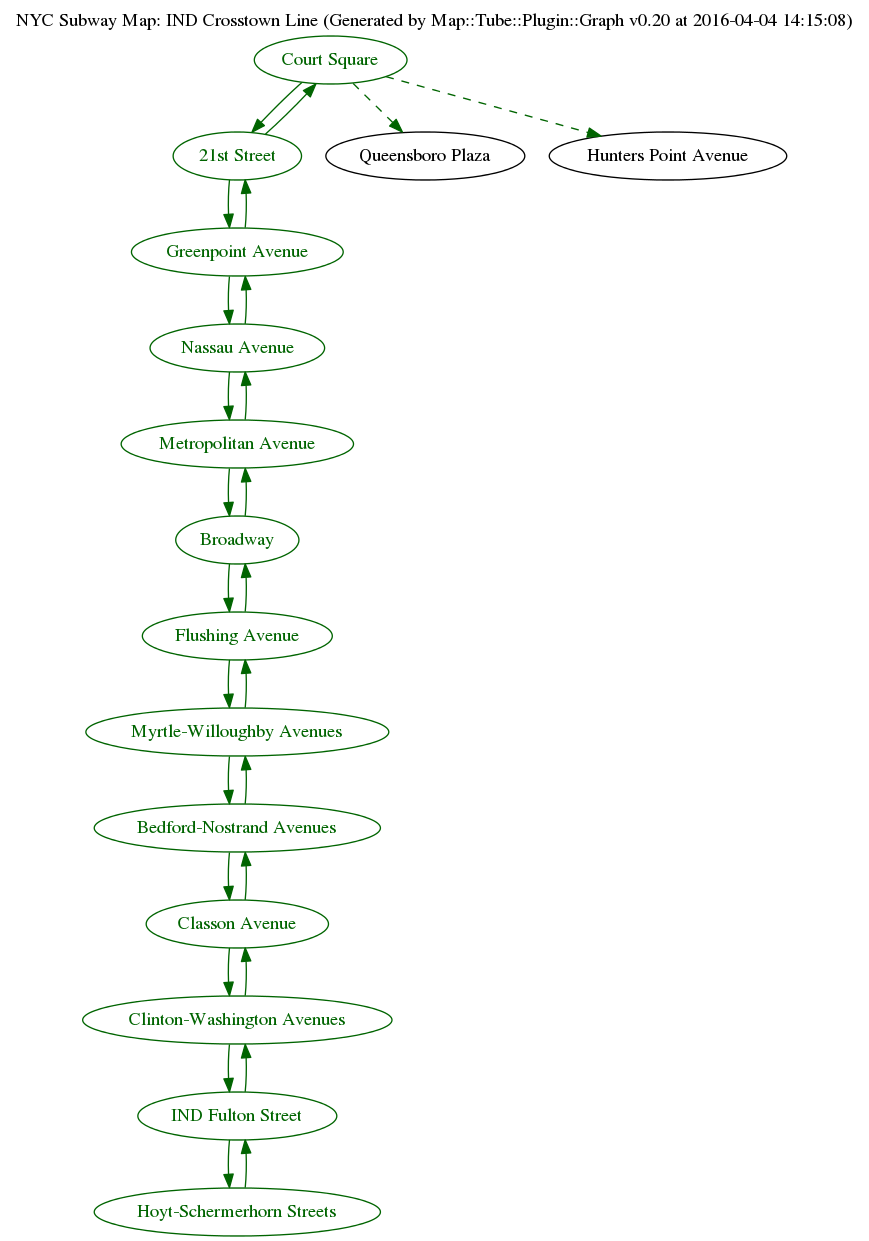 NYC Subway Map: IND Crosstown Line (Generated by Map::Tube::Plugin::Graph v0.20 at 2016-04-04 14:15:08)
Court Square
21st Street
Queensboro Plaza
Hunters Point Avenue
Greenpoint Avenue
Nassau Avenue
Metropolitan Avenue
Broadway
Flushing Avenue
Myrtle-Willoughby Avenues
Bedford-Nostrand Avenues
Classon Avenue
Clinton-Washington Avenues
IND Fulton Street
Hoyt-Schermerhorn Streets